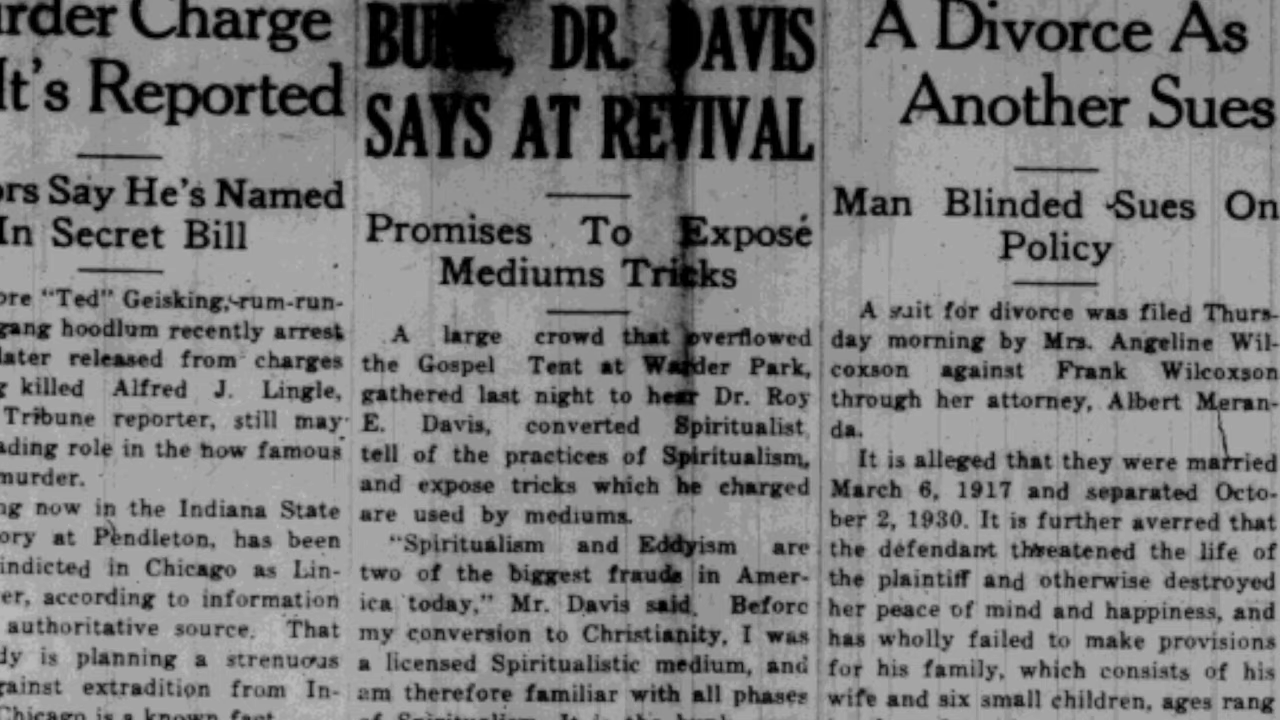 rder Charge
It's Reported
ors Say He's Named
In Secret Bill
ore "Ted" Geisking, rum-run-
gang hoodlum recently arrest
later released from charges
g killed Alfred J. Lingle,
Tribune reporter, still may
ading role in the now famous
murder.
ng now in the Indiana State
ory at Pendleton, has been
indicted in Chicago as Lin-
er, according to information
authoritative source. That
dy is planning a strenuous
gainst extradition from In-
Chicago is a known fact
DR. DAVIS
SAYS AT REVIVAL
Promises To Exposé
Mediums Tricks
A large crowd that overflowed
the Gospel Tent at Warder Park,
gathered last night to hear Dr. Roy
E. Davis, converted Spiritualist
tell of the practices of Spiritualism,
and expose tricks which he charged
are used by mediums.
"Spiritualism and Eddyism are
two of the biggest frauds in Amer-
ica today," Mr. Davis said. Before
my conversion to Christianity, I was
a licensed Spiritualistic medium, and
am therefore familiar with all phases
of Spiritualism. It is the
A Divorce As
Another Sues
Man Blinded Sues On
Policy
A suit for divorce was filed Thurs-
day morning by Mrs. Angeline Wil-
coxson against Frank Wilcoxson
through her attorney, Albert Meran-
da.
It is alleged that they were married
March 6, 1917 and separated Octo-
ber 2, 1930. It is further averred that
the defendant threatened the life of
the plaintiff and otherwise destroyed
her peace of mind and happiness, and
has wholly failed to make provisions
for his family, which consists of his
wife and six small children, ages rang